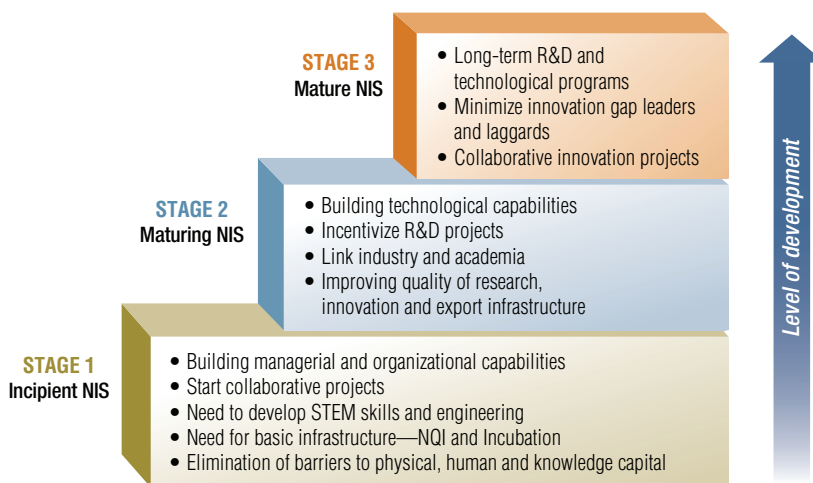 STAGE 3
Mature NIS
• Long-term R&D and
technological programs
• Minimize innovation gap leaders
and laggards
• Collaborative innovation projects
STAGE 2
Maturing NIS
• Building technological capabilities
• Incentivize R&D projects
• Link industry and academia
• Improving quality of research,
innovation and export infrastructure
STAGE 1
Incipient NIS
• Building managerial and organizational capabilities
• Start collaborative projects
• Need to develop STEM skills and engineering
• Need for basic infrastructure—NQI and Incubation
• Elimination of barriers to physical, human and knowledge capital
Level of development